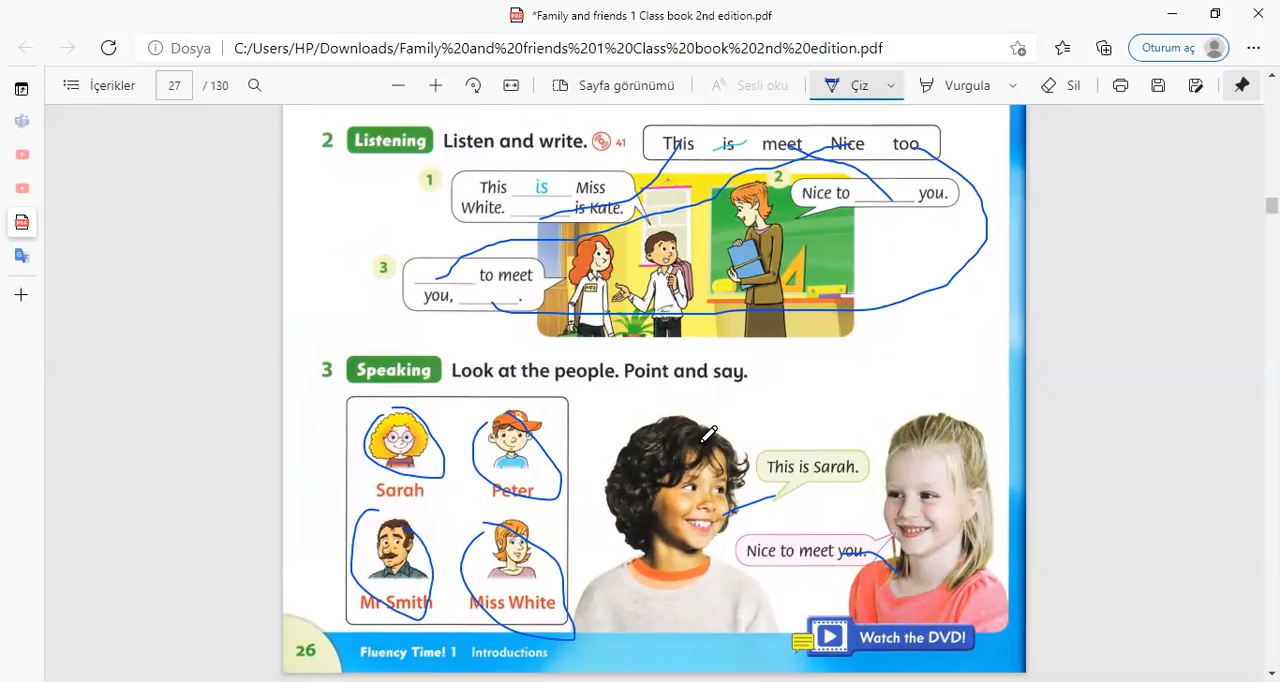 *Family and friends 1 Class book 2nd edition.pdf
Dosya C:/Users/HP/Downloads/Family%20and%20friends%201%20Class%20book%202nd%20edition.pdf Oturum aç
İçerikler 27 / 130 Sayfa görünümü Sesli oku Çiz Vurgula Sil
2 Listening Listen and write. 41 This is meet Nice too
1 This is Miss
White. ______ is Kate.
2 Nice to ______ you.
3 ______ to meet
you, ______.
3 Speaking Look at the people. Point and say.
Sarah Peter
Mr Smith Miss White
This is Sarah.
Nice to meet you.
Watch the DVD!
26 Fluency Time! 1 Introductions